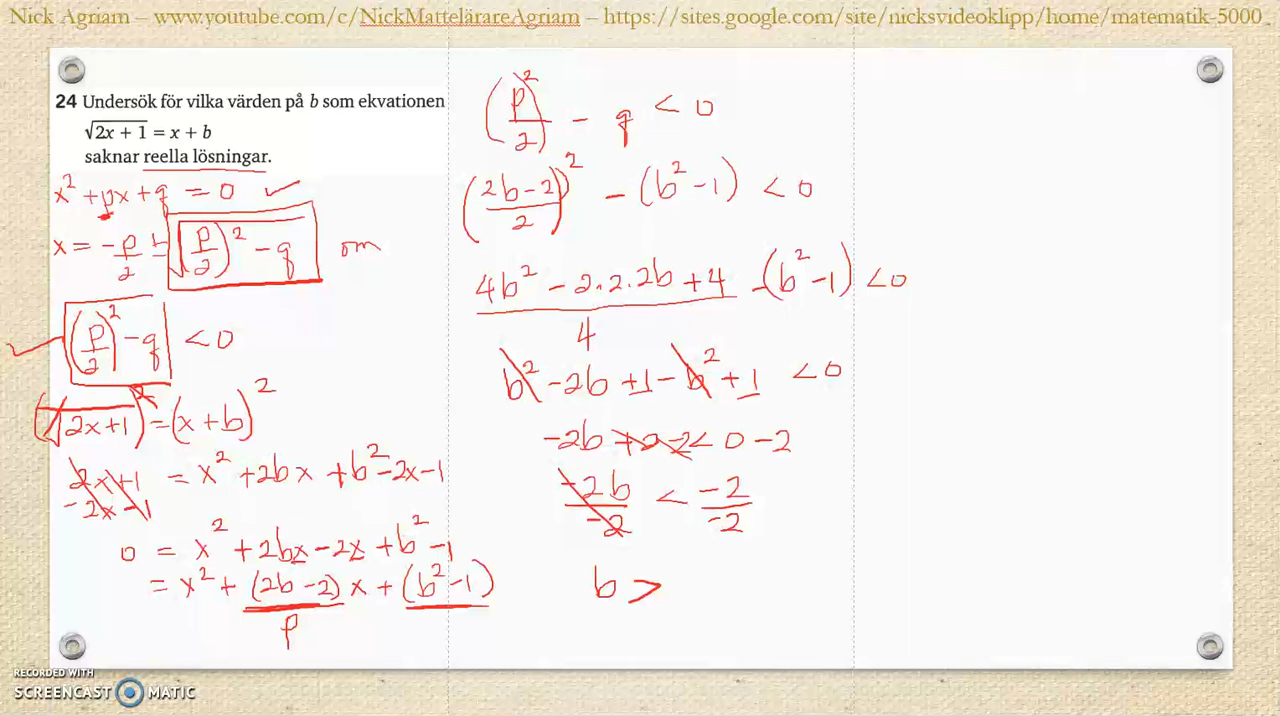 Nick Agnam – www.youtube.com/c/NickMattelärareAgnam – https://sites.google.com/site/nicksvideoklipp/home/matematik-5000
24 Undersök för vilka värden på b som ekvationen
√(2x + 1) = x + b
saknar reella lösningar.
x² + px + q = 0 ✓
x = -p/2 ± √((p/2)² - q) om
(p/2)² - q < 0
(√(2x+1))² = (x + b)²
2x+1 = x² + 2bx + b² - 2x - 1
-2x -1
0 = x² + 2bx - 2x + b² - 1
= x² + (2b - 2) x + (b² - 1)
p
(p/2)² - q < 0
((2b - 2)/2)² - (b² - 1) < 0
(4b² - 2·2·2b + 4)/4 - (b² - 1) < 0
b² - 2b + 1 - b² + 1 < 0
-2b + 2 - 2 < 0 - 2
-2b/-2 < -2/-2
b >
RECORDED WITH
SCREENCAST MATIC